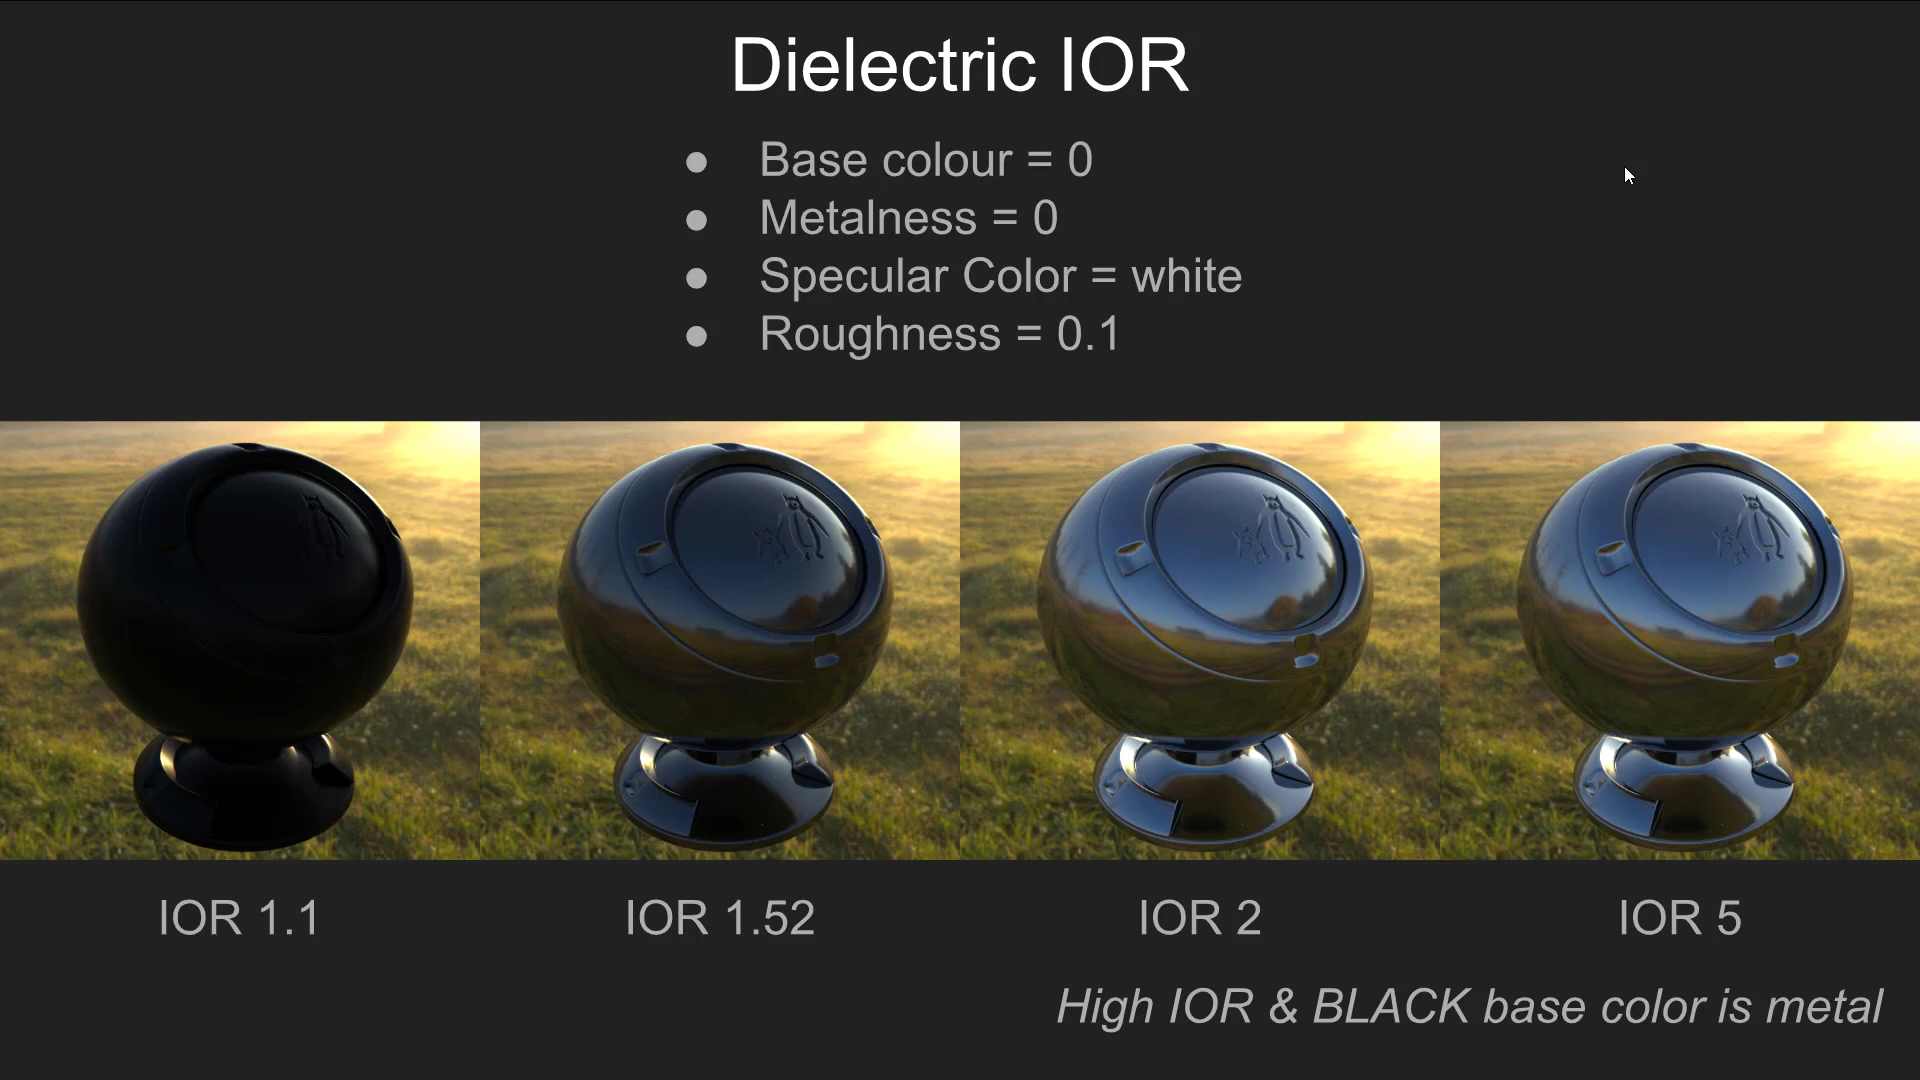 Dielectric IOR
● Base colour = 0
● Metalness = 0
● Specular Color = white
● Roughness = 0.1
IOR 1.1
IOR 1.52
IOR 2
IOR 5
High IOR & BLACK base color is metal